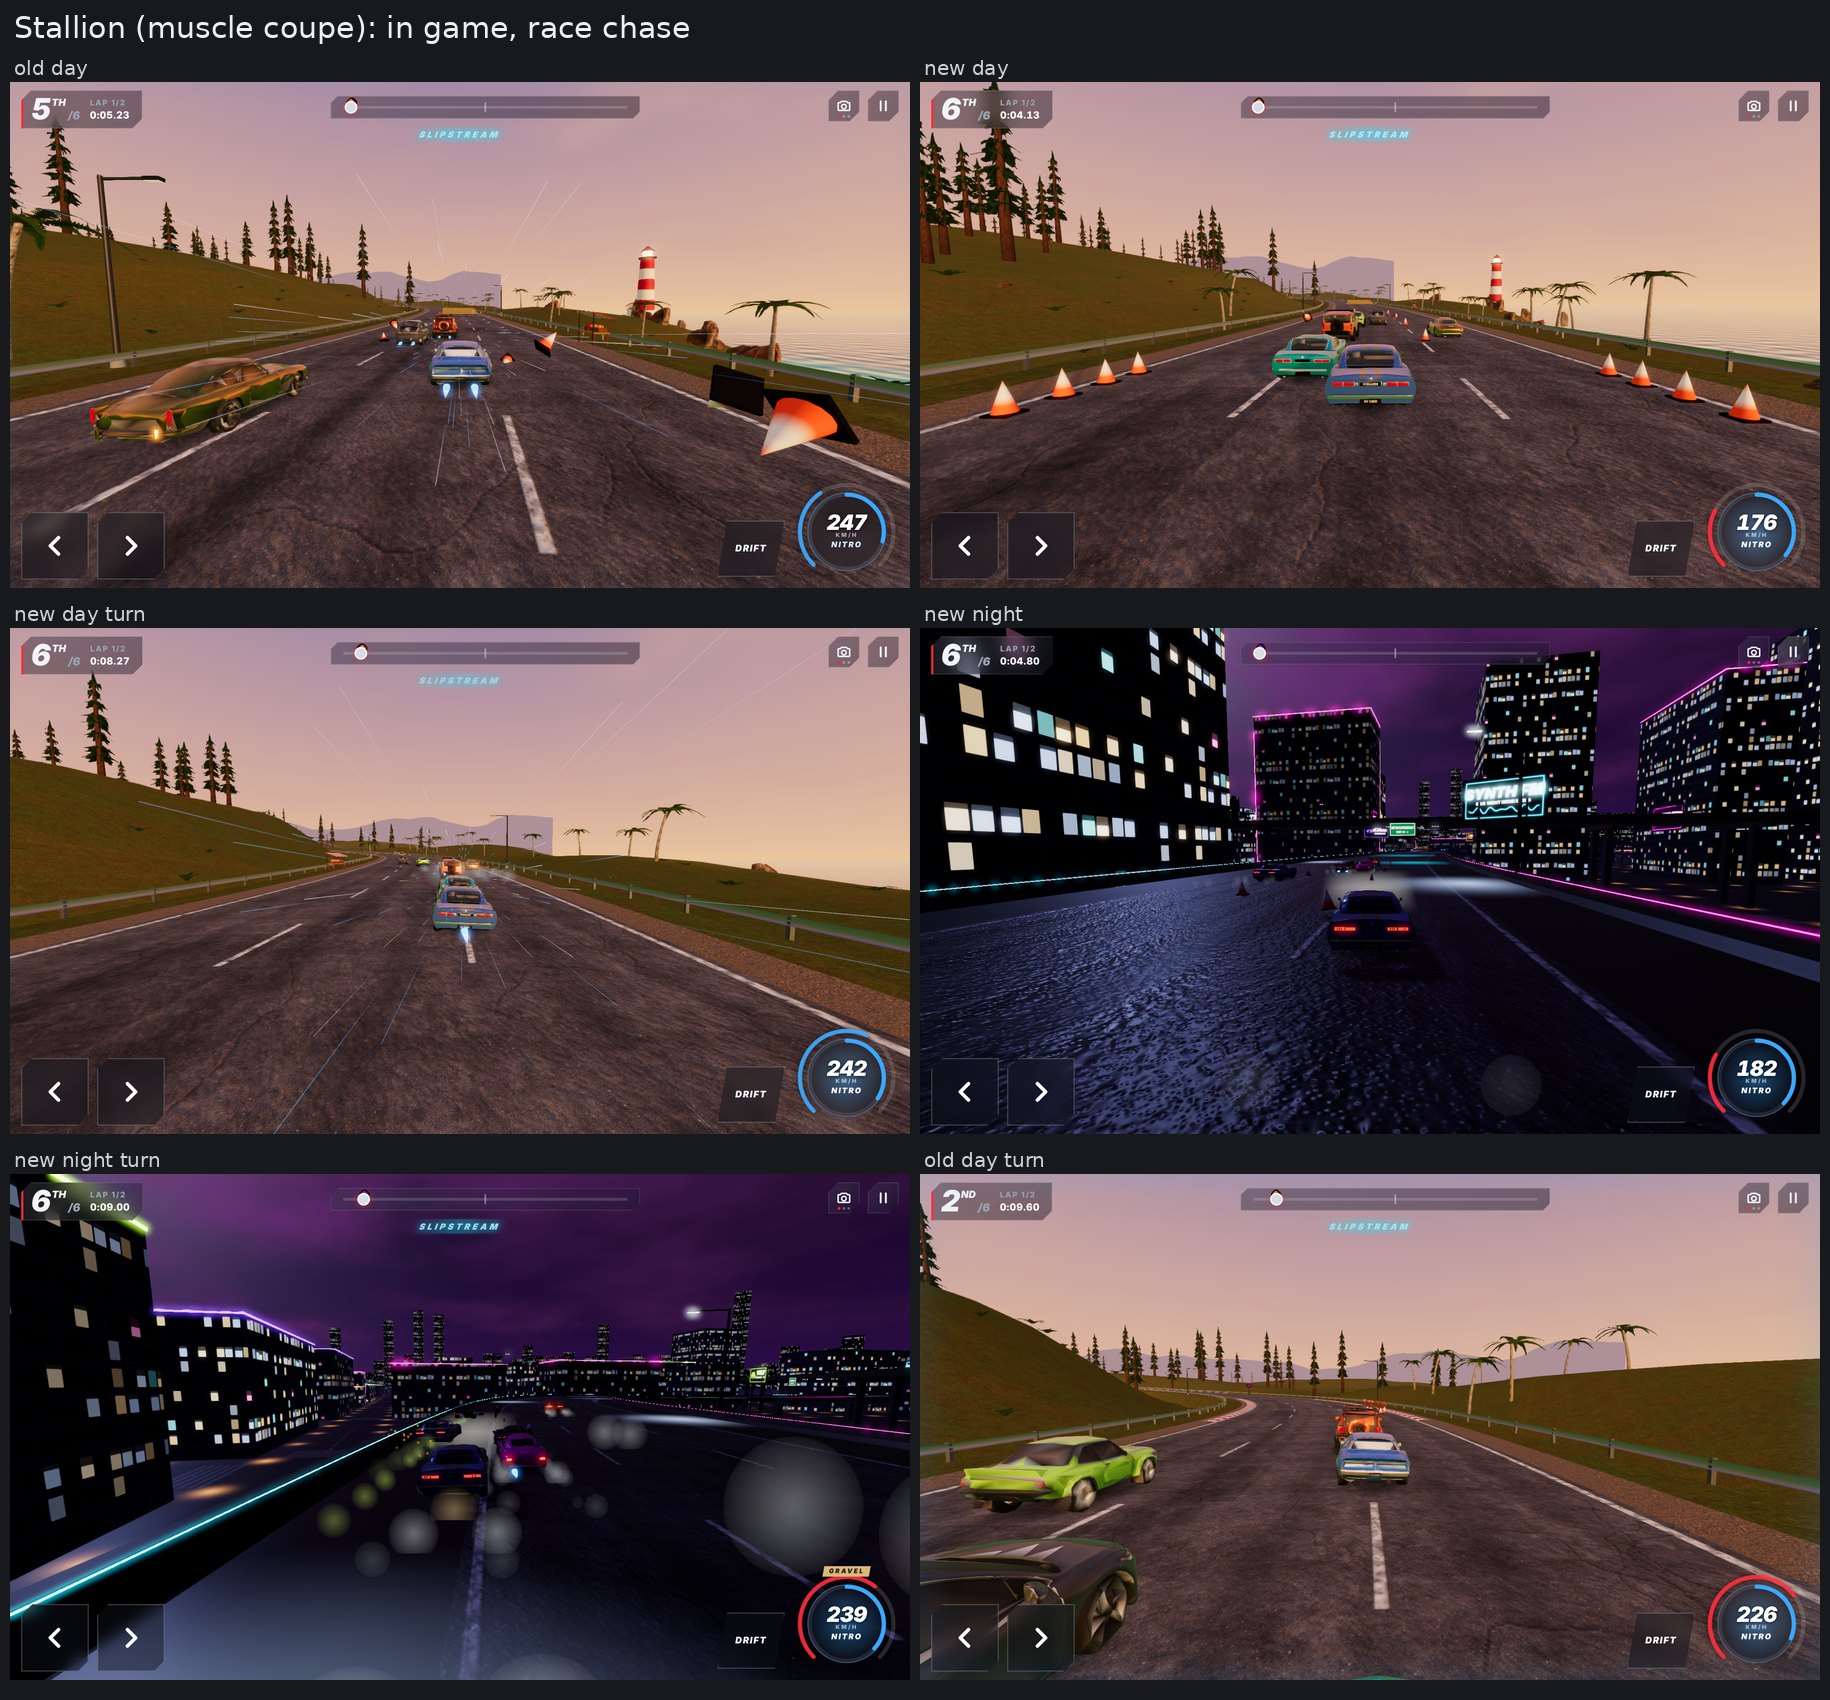 Stallion (muscle coupe): in game, race chase
old day
5TH /6 LAP 1/2 0:05.23
SLIPSTREAM
247
KM/H
NITRO
DRIFT
new day
6TH /6 LAP 1/2 0:04.13
SLIPSTREAM
176
KM/H
NITRO
DRIFT
new day turn
6TH /6 LAP 1/2 0:08.27
SLIPSTREAM
242
KM/H
NITRO
DRIFT
new night
6TH /6 LAP 1/2 0:04.80
SYNTH FM
182
KM/H
NITRO
DRIFT
new night turn
6TH /6 LAP 1/2 0:09.00
SLIPSTREAM
GRAVEL
239
KM/H
NITRO
DRIFT
old day turn
2ND /6 LAP 1/2 0:09.60
SLIPSTREAM
226
KM/H
NITRO
DRIFT